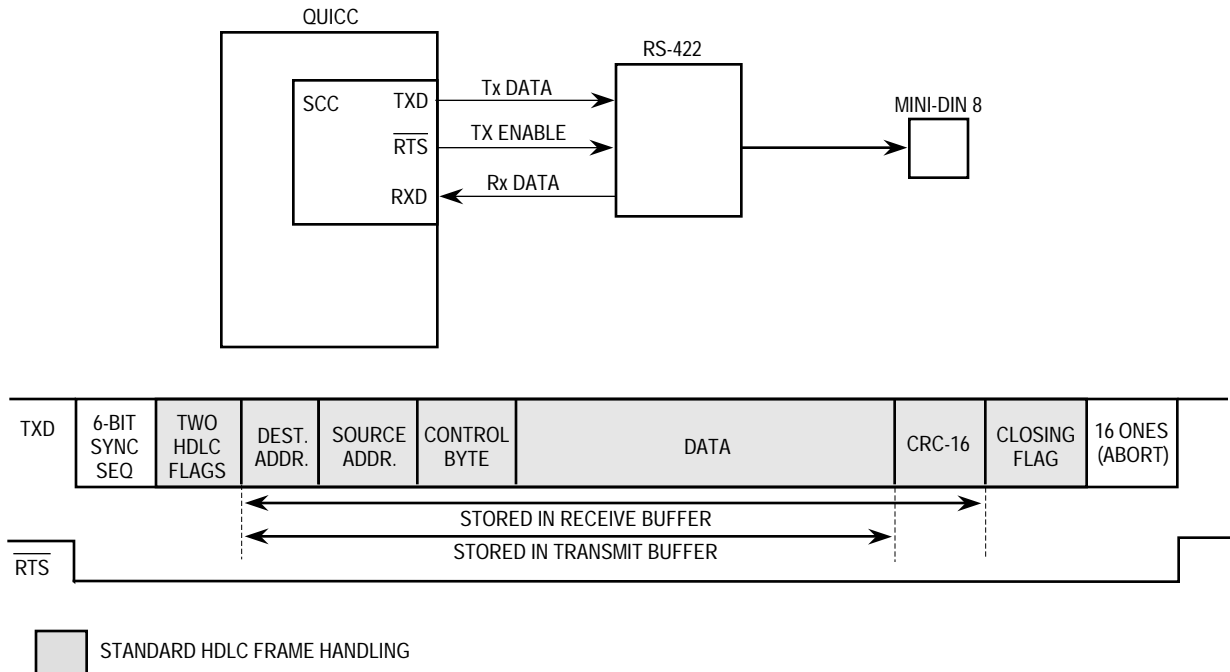 QUICC
RS-422
SCC
TXD
Tx DATA
MINI-DIN 8
RTS
TX ENABLE
RXD
Rx DATA
TXD
6-BIT
SYNC
SEQ
TWO
HDLC
FLAGS
DEST.
ADDR.
SOURCE
ADDR.
CONTROL
BYTE
DATA
CRC-16
CLOSING
FLAG
16 ONES
(ABORT)
STORED IN RECEIVE BUFFER
STORED IN TRANSMIT BUFFER
RTS
STANDARD HDLC FRAME HANDLING